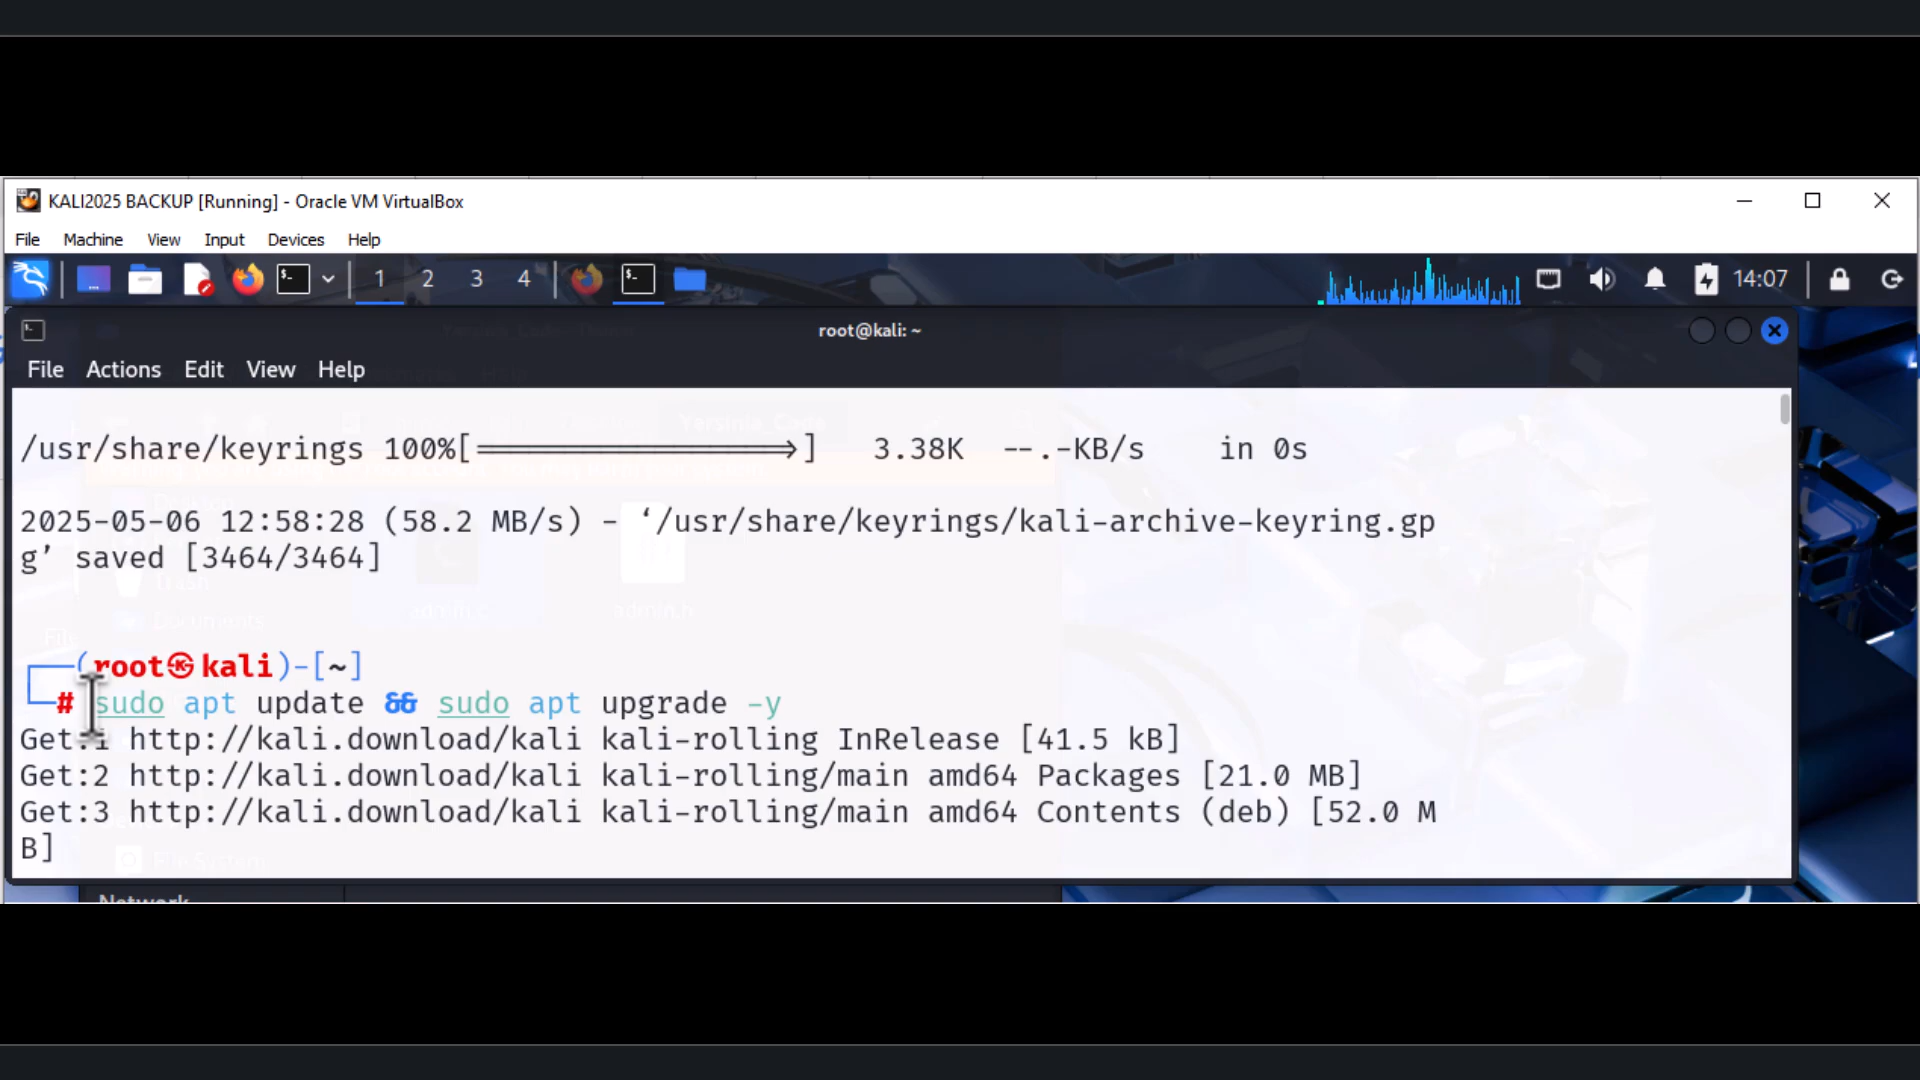 KALI2025 BACKUP [Running] - Oracle VM VirtualBox
File Machine View Input Devices Help
1 2 3 4 14:07
root@kali: ~
File Actions Edit View Help
/usr/share/keyrings 100%[===================>] 3.38K --.-KB/s in 0s
2025-05-06 12:58:28 (58.2 MB/s) - ‘/usr/share/keyrings/kali-archive-keyring.gp
g’ saved [3464/3464]
(root㉿kali)-[~]
# sudo apt update && sudo apt upgrade -y
Get:1 http://kali.download/kali kali-rolling InRelease [41.5 kB]
Get:2 http://kali.download/kali kali-rolling/main amd64 Packages [21.0 MB]
Get:3 http://kali.download/kali kali-rolling/main amd64 Contents (deb) [52.0 M
B]
File System
Network